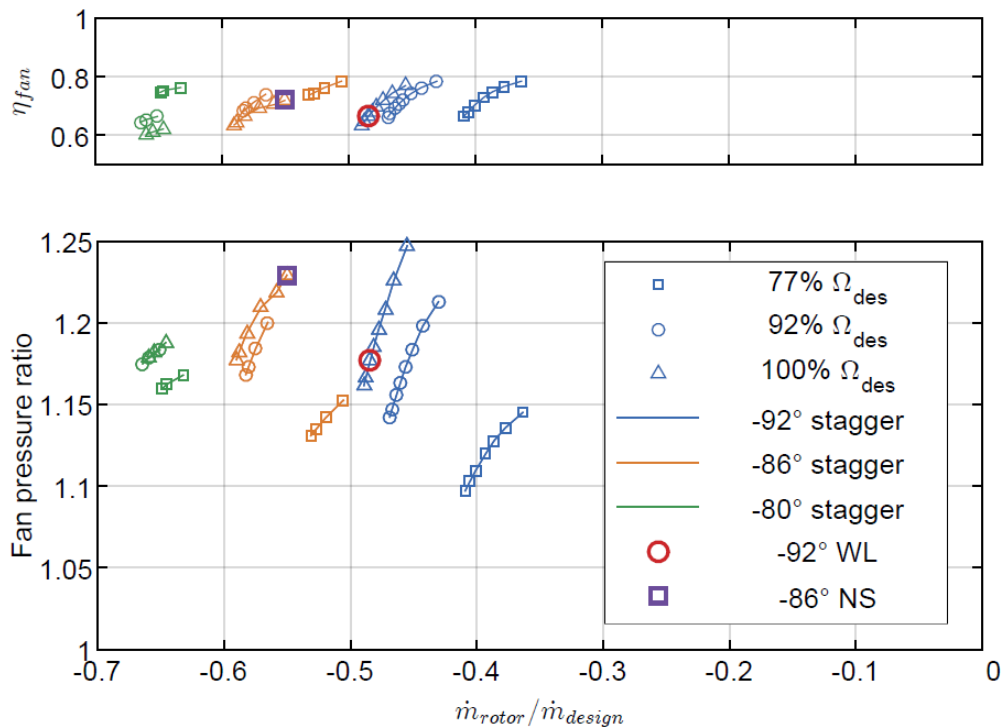 1
0.8
0.6
η_fan
1.25
1.2
1.15
1.1
1.05
1
Fan pressure ratio
77% Ω_des
92% Ω_des
100% Ω_des
-92° stagger
-86° stagger
-80° stagger
-92° WL
-86° NS
-0.7 -0.6 -0.5 -0.4 -0.3 -0.2 -0.1 0
ṁ_rotor/ṁ_design